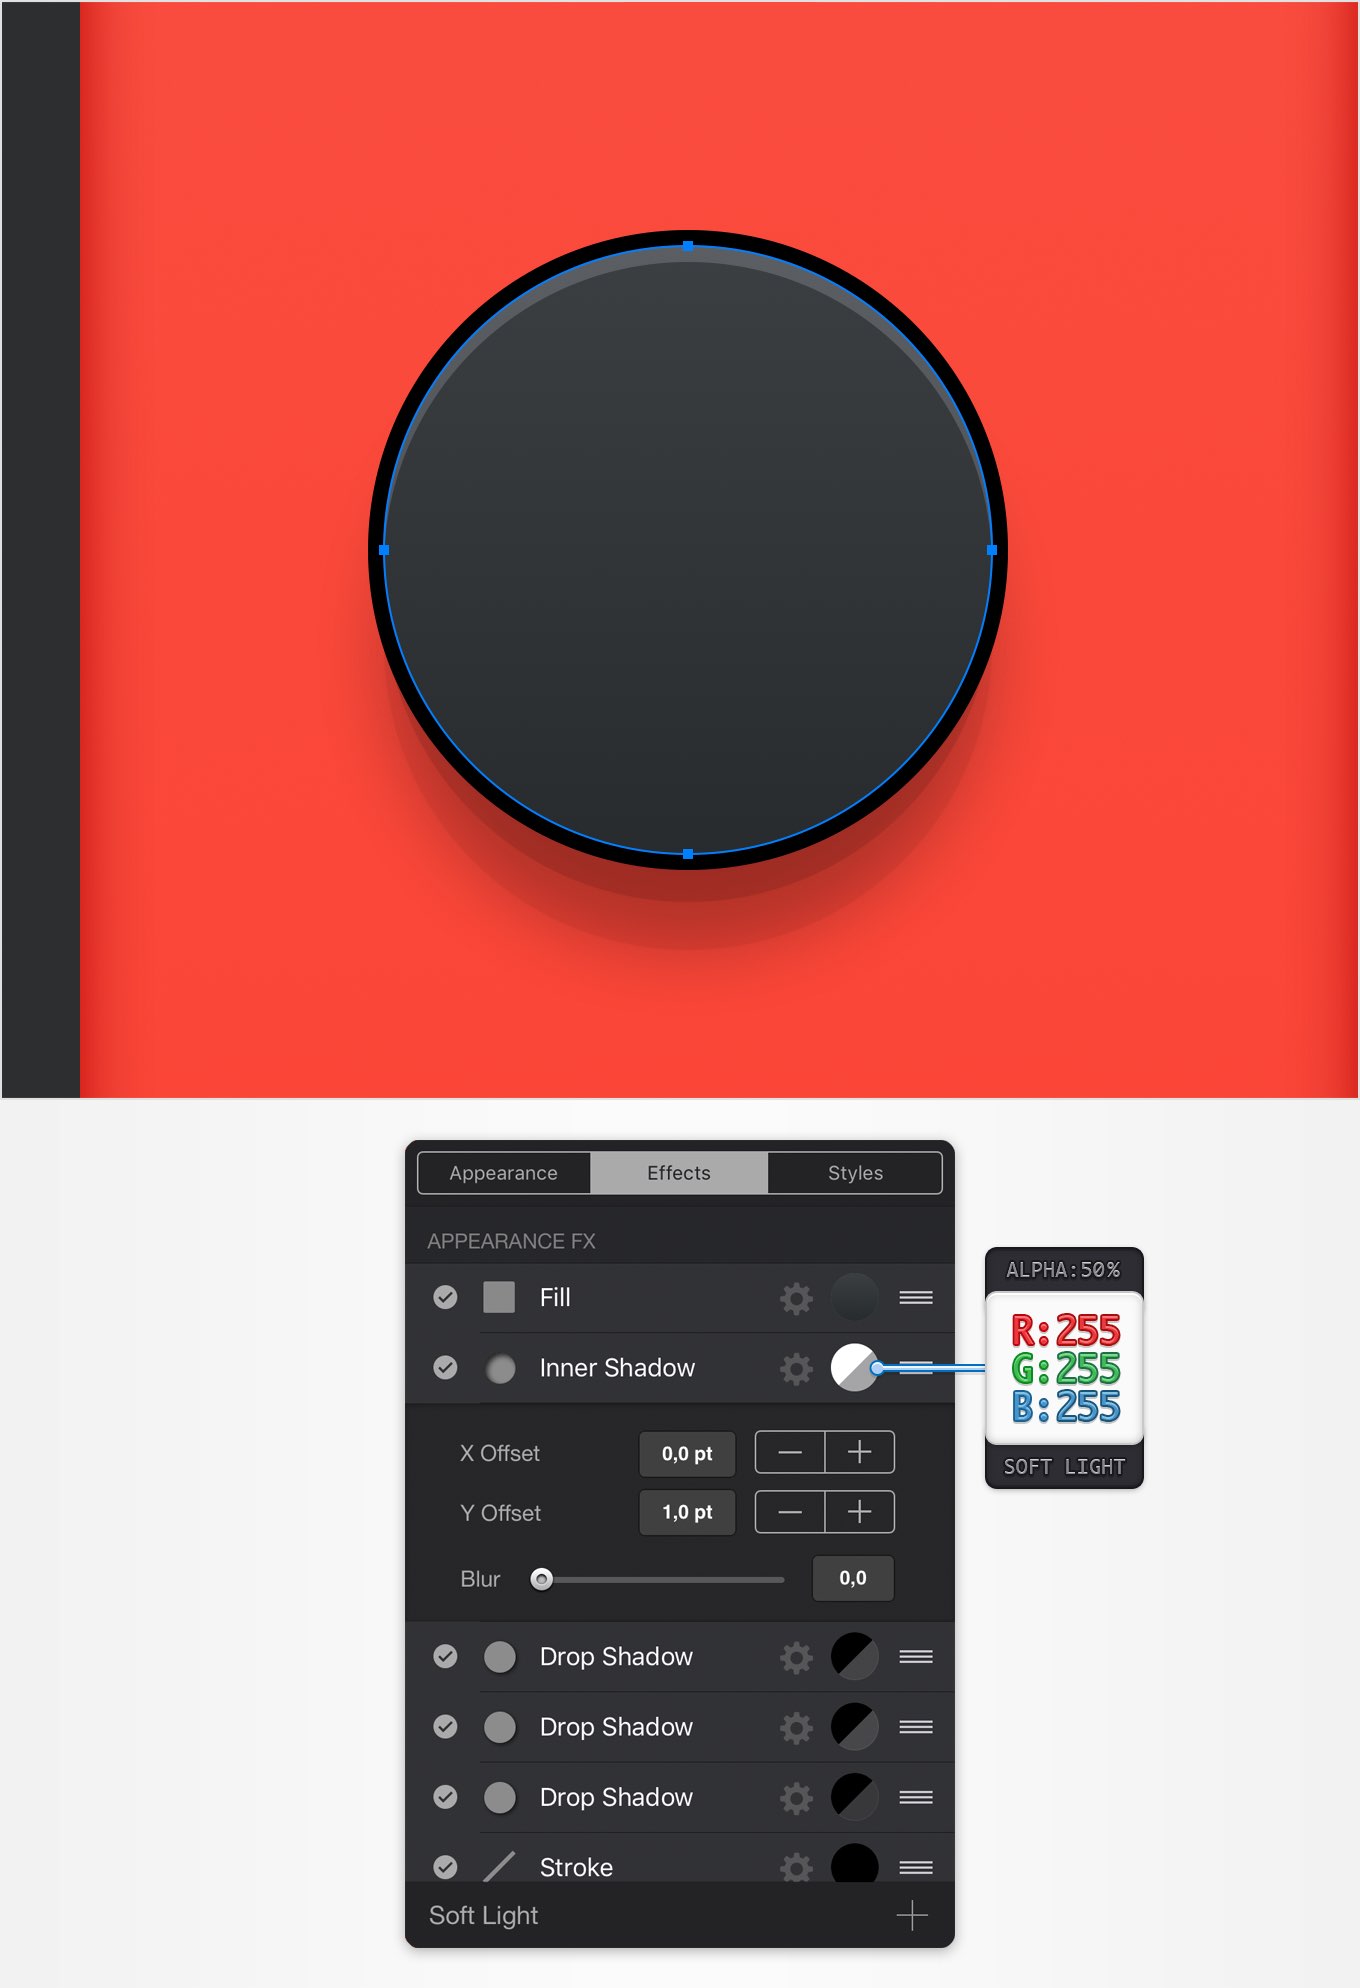 Appearance
Effects
Styles
APPEARANCE FX
Fill
Inner Shadow
ALPHA:50%
R:255
G:255
B:255
SOFT LIGHT
X Offset
0,0 pt
Y Offset
1,0 pt
Blur
0,0
Drop Shadow
Drop Shadow
Drop Shadow
Stroke
Soft Light